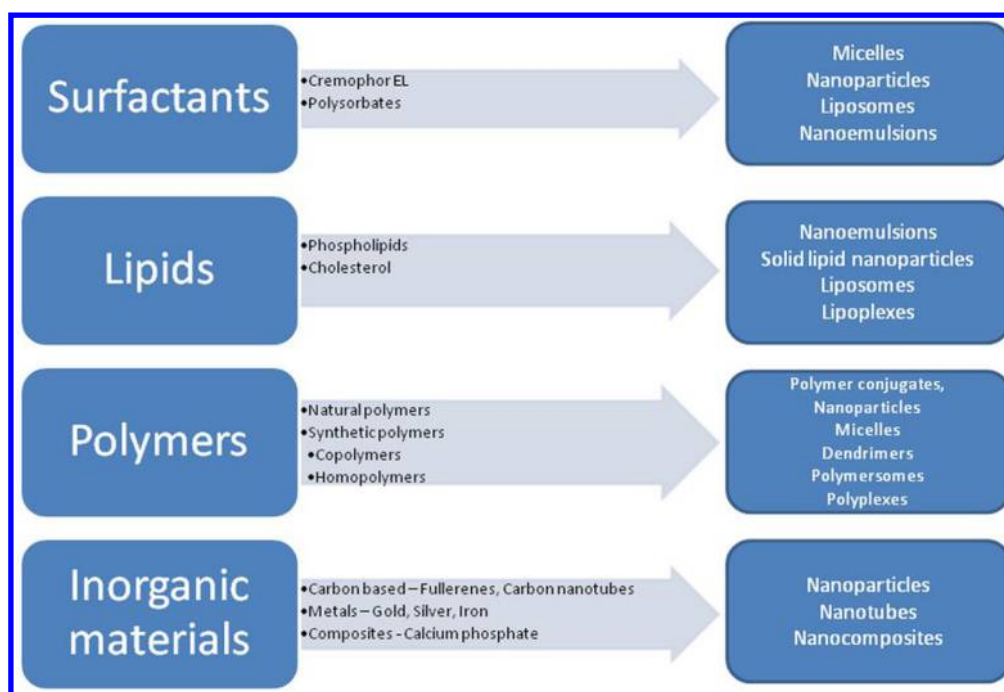 Surfactants
•Cremophor EL
•Polysorbates
Micelles
Nanoparticles
Liposomes
Nanoemulsions
Lipids
•Phospholipids
•Cholesterol
Nanoemulsions
Solid lipid nanoparticles
Liposomes
Lipoplexes
Polymers
•Natural polymers
•Synthetic polymers
•Copolymers
•Homopolymers
Polymer conjugates,
Nanoparticles
Micelles
Dendrimers
Polymersomes
Polyplexes
Inorganic
materials
•Carbon based – Fullerenes, Carbon nanotubes
•Metals – Gold, Silver, Iron
•Composites - Calcium phosphate
Nanoparticles
Nanotubes
Nanocomposites